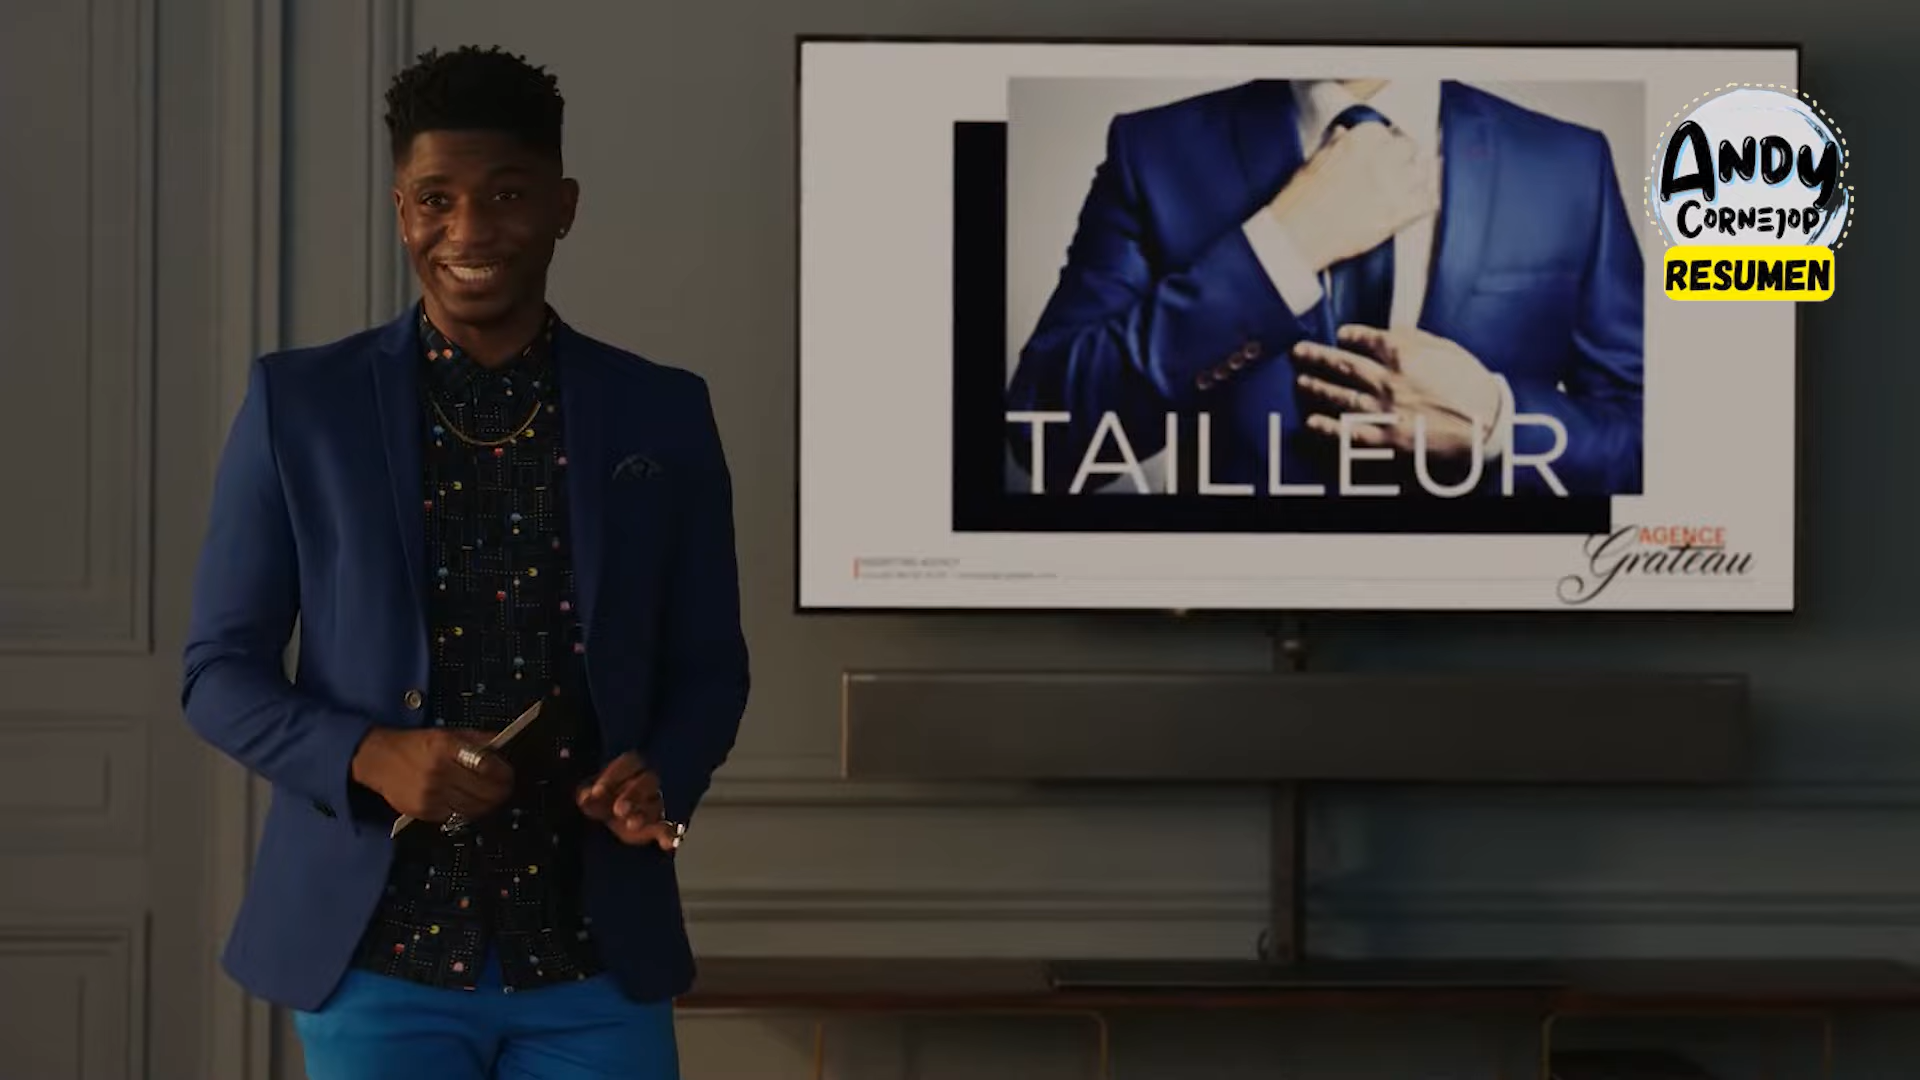 ANDY
CORNEJOP
RESUMEN
TAILLEUR
AGENCE
Grateau